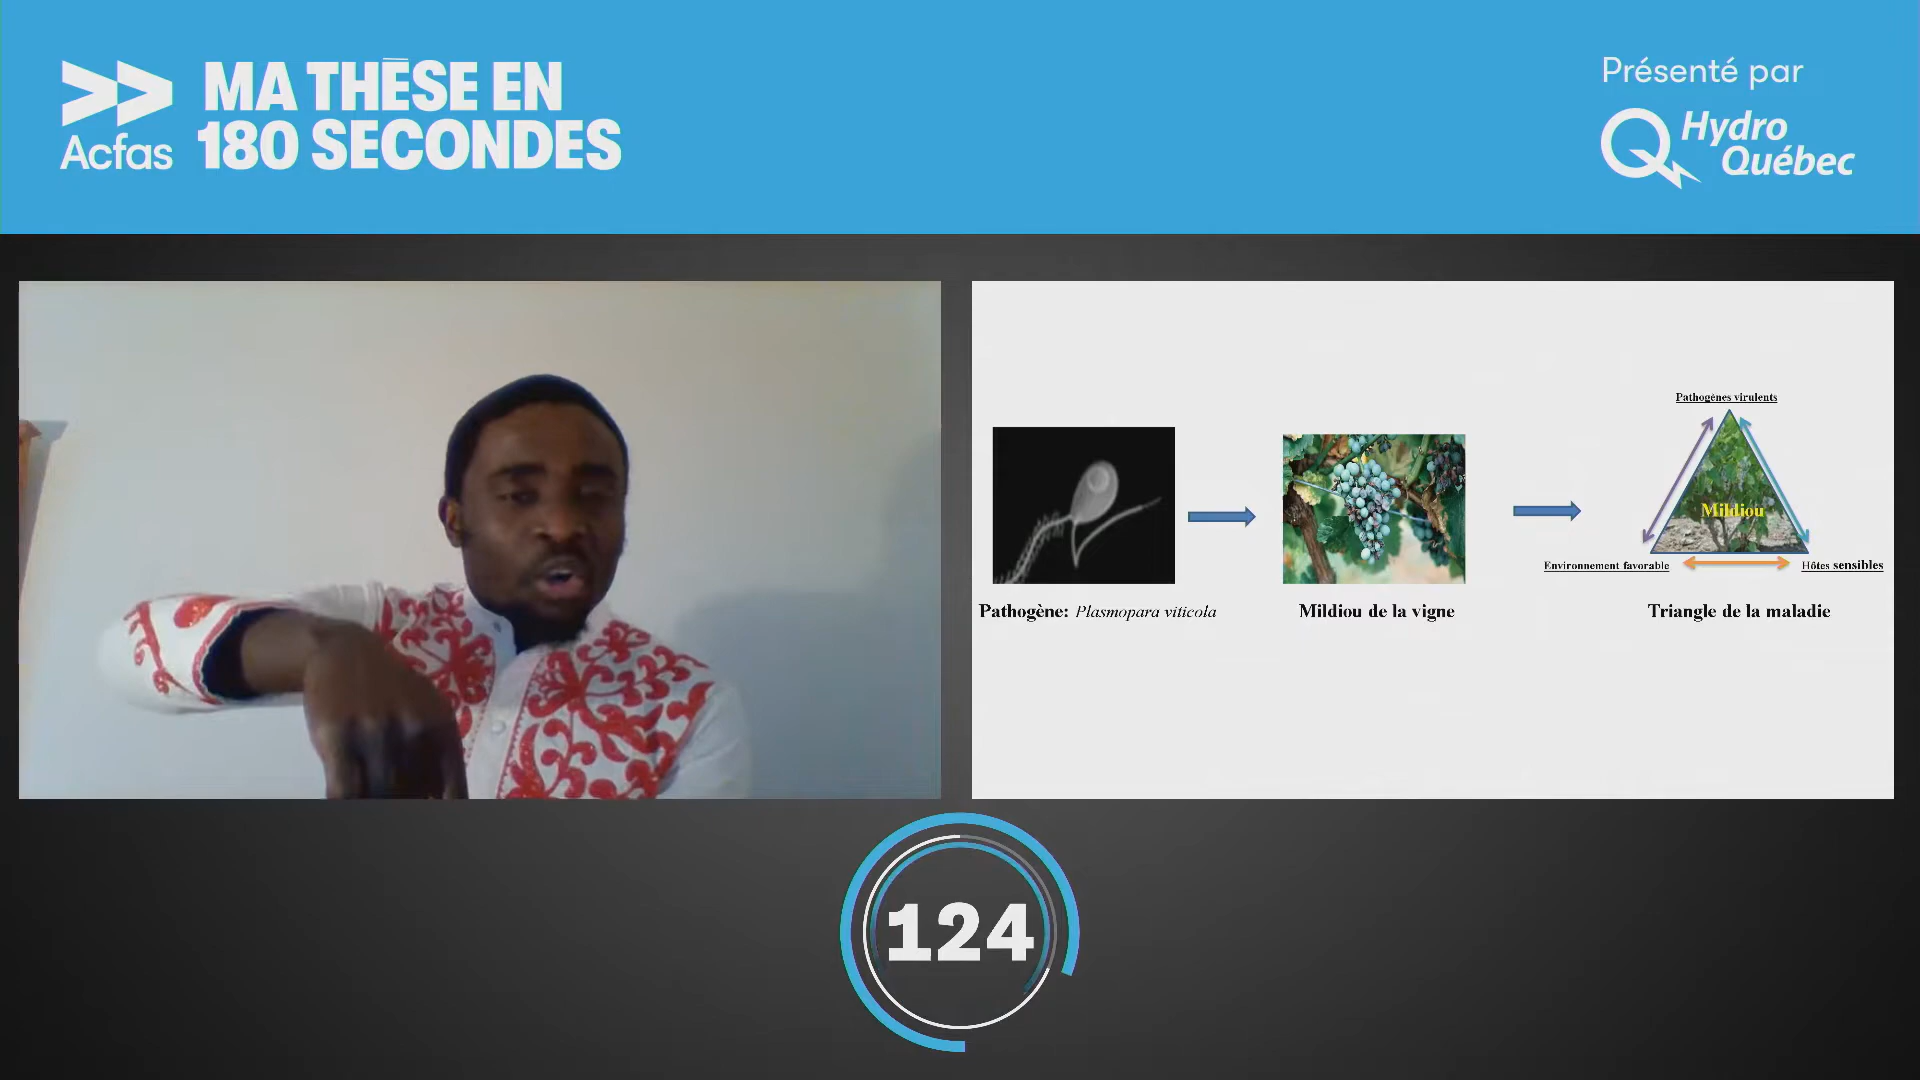 Acfas
MA THÈSE EN
180 SECONDES
Présenté par
Hydro
Québec
Pathogènes virulents
Mildiou
Environnement favorable
Hôtes sensibles
Pathogène: Plasmopara viticola
Mildiou de la vigne
Triangle de la maladie
124